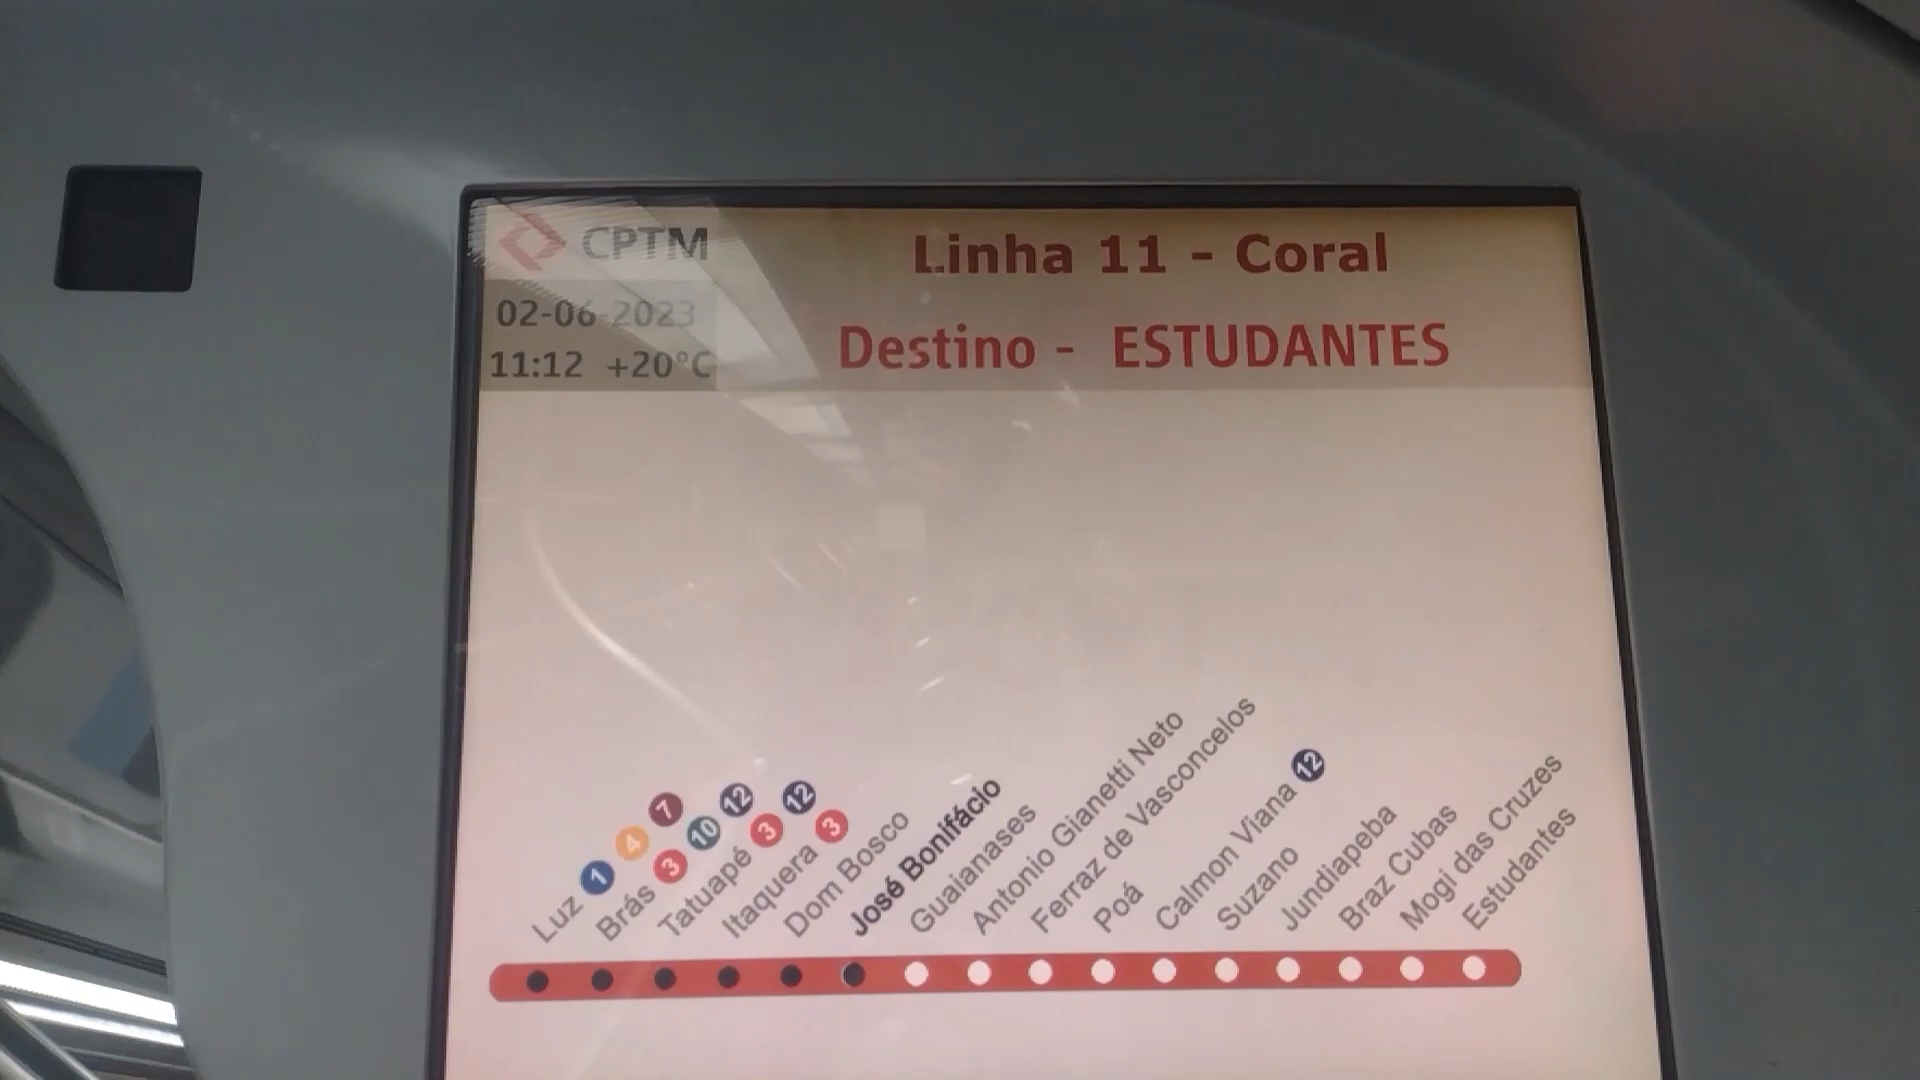 CPTM
Linha 11 - Coral
02-06-2023
11:12 +20°C
Destino - ESTUDANTES
Luz 1 4 7
Brás 3 10 12
Tatuapé 3 12
Itaquera 3
Dom Bosco
José Bonifácio
Guaianases
Antonio Gianetti Neto
Ferraz de Vasconcelos
Poá
Calmon Viana 12
Suzano
Jundiapeba
Braz Cubas
Mogi das Cruzes
Estudantes